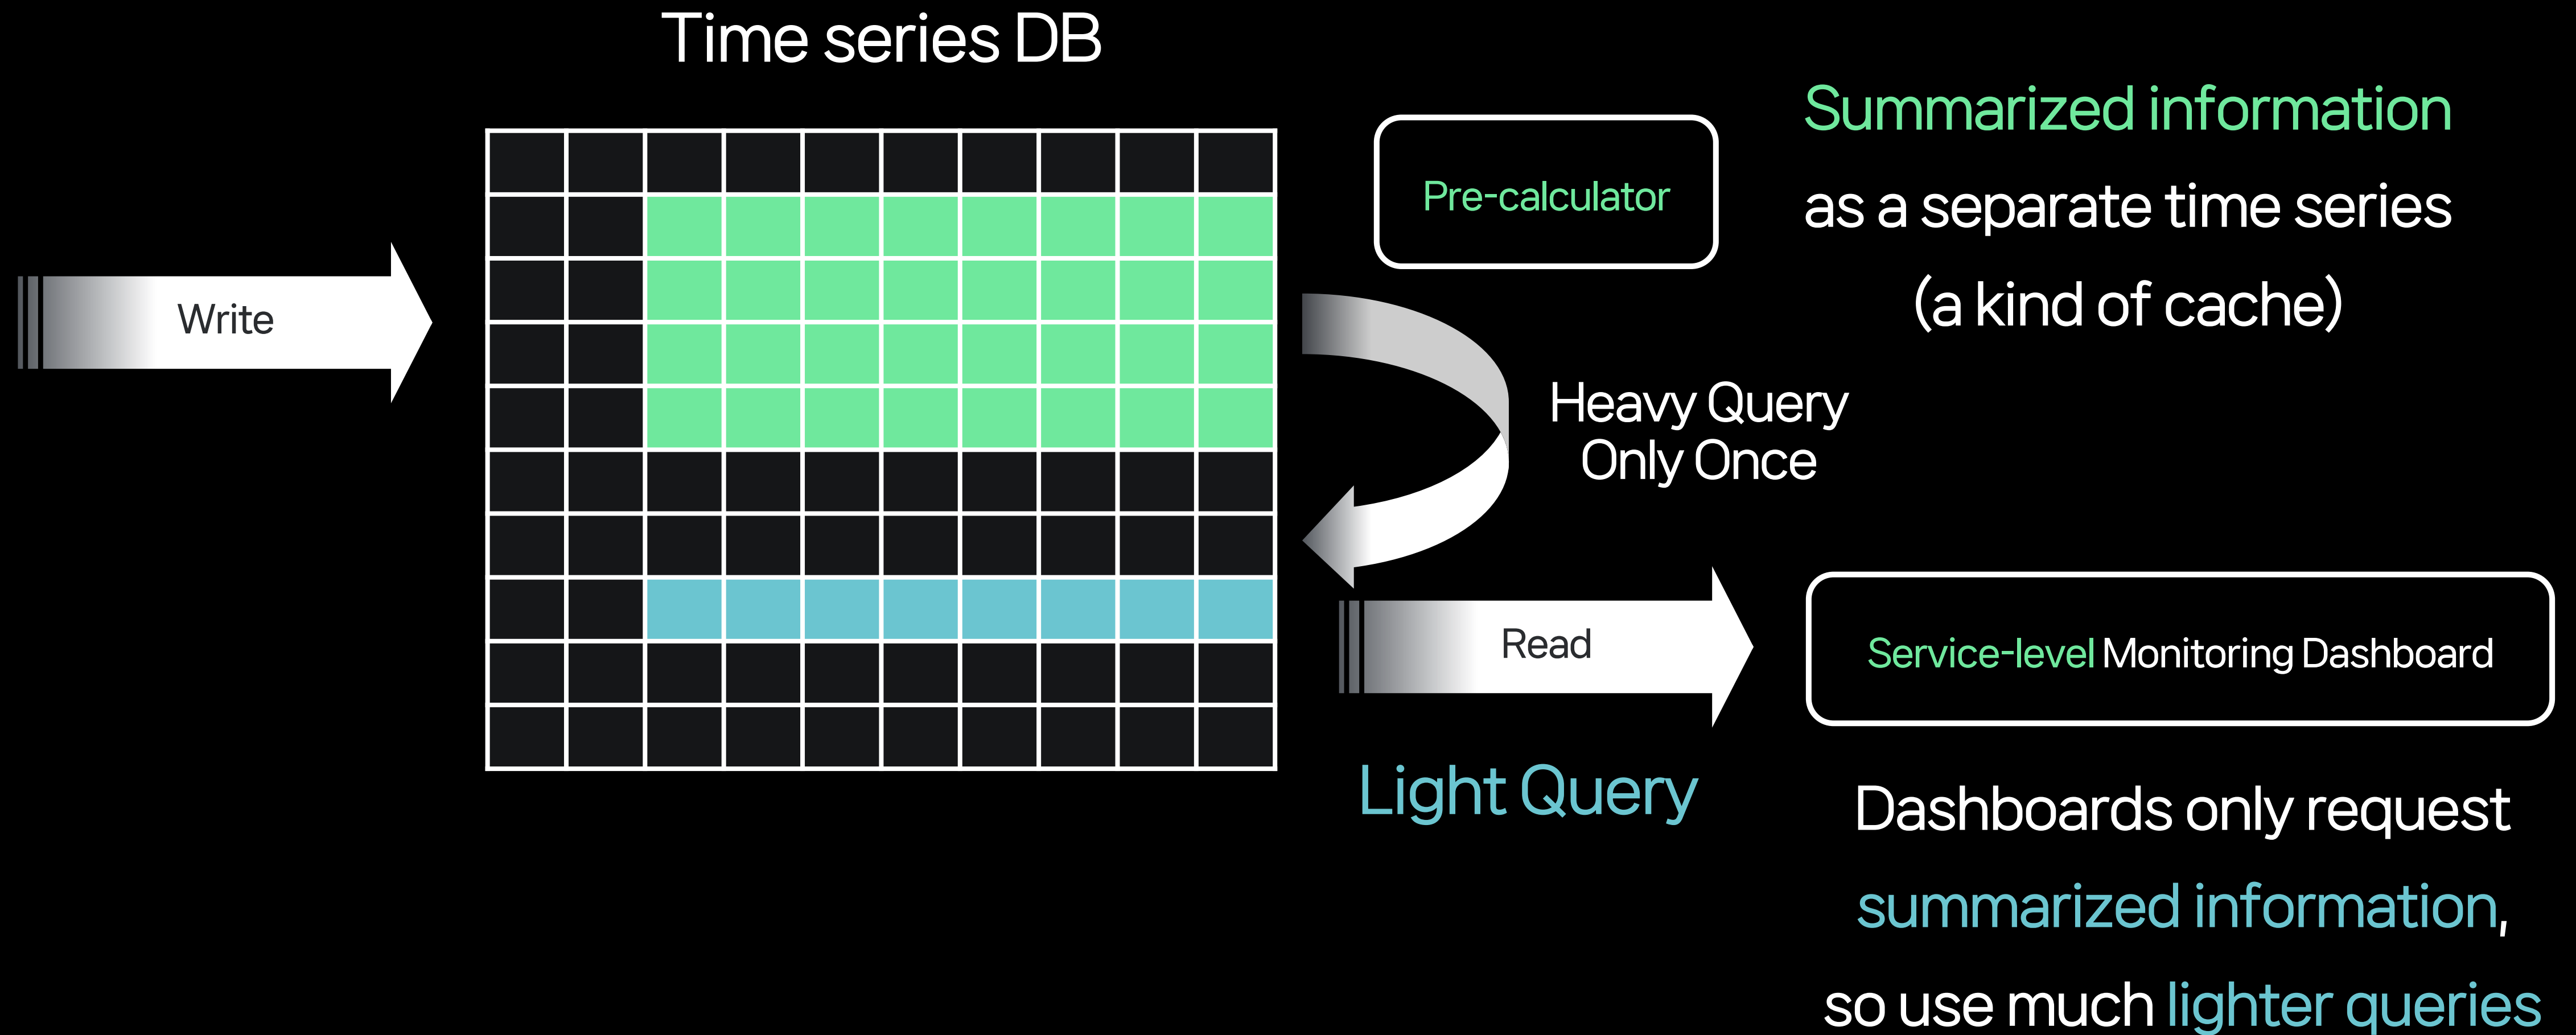 Time series DB
Write
Pre-calculator
Summarized information
as a separate time series
(a kind of cache)
Heavy Query
Only Once
Read
Light Query
Service-level Monitoring Dashboard
Dashboards only request
summarized information,
so use much lighter queries